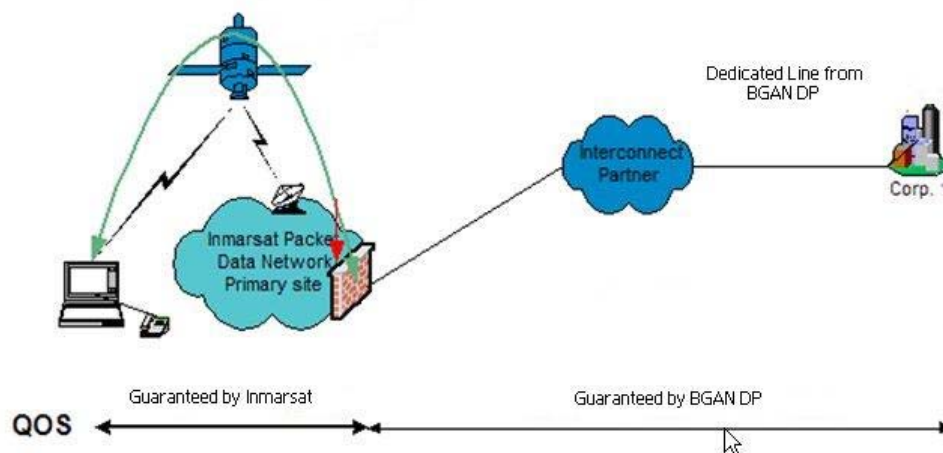 Dedicated Line from
BGAN DP
Interconnect
Partner
Corp.
Inmarsat Packet
Data Network
Primary site
Guaranteed by Inmarsat
Guaranteed by BGAN DP
QOS